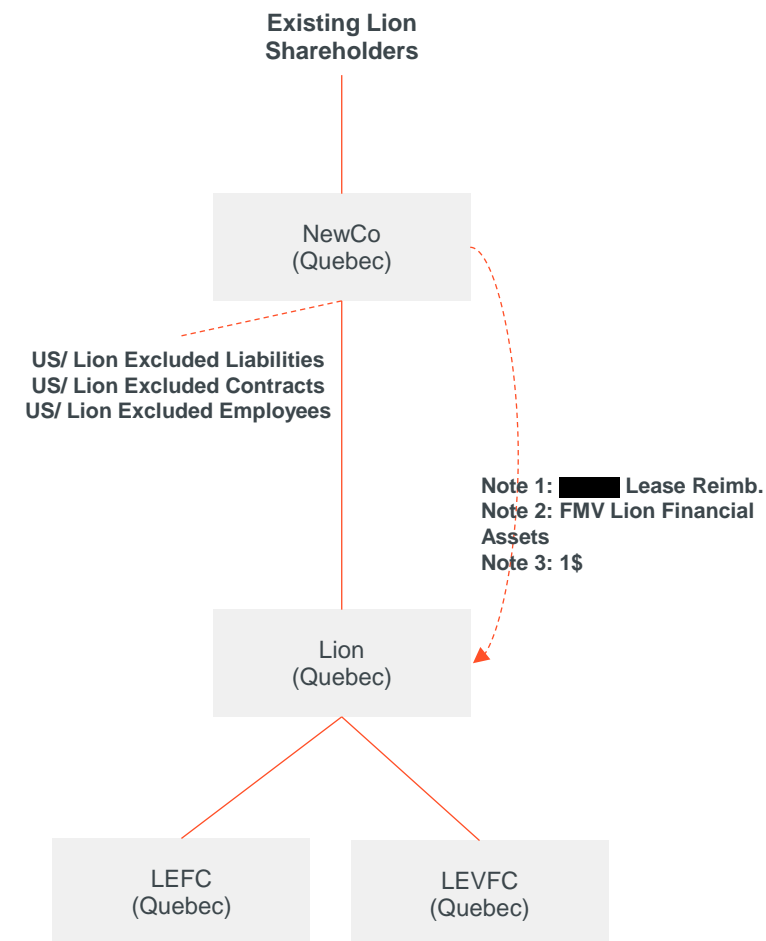 Existing Lion
Shareholders
NewCo
(Quebec)
US/ Lion Excluded Liabilities
US/ Lion Excluded Contracts
US/ Lion Excluded Employees
Note 1: Lease Reimb.
Note 2: FMV Lion Financial
Assets
Note 3: 1$
Lion
(Quebec)
LEFC
(Quebec)
LEVFC
(Quebec)